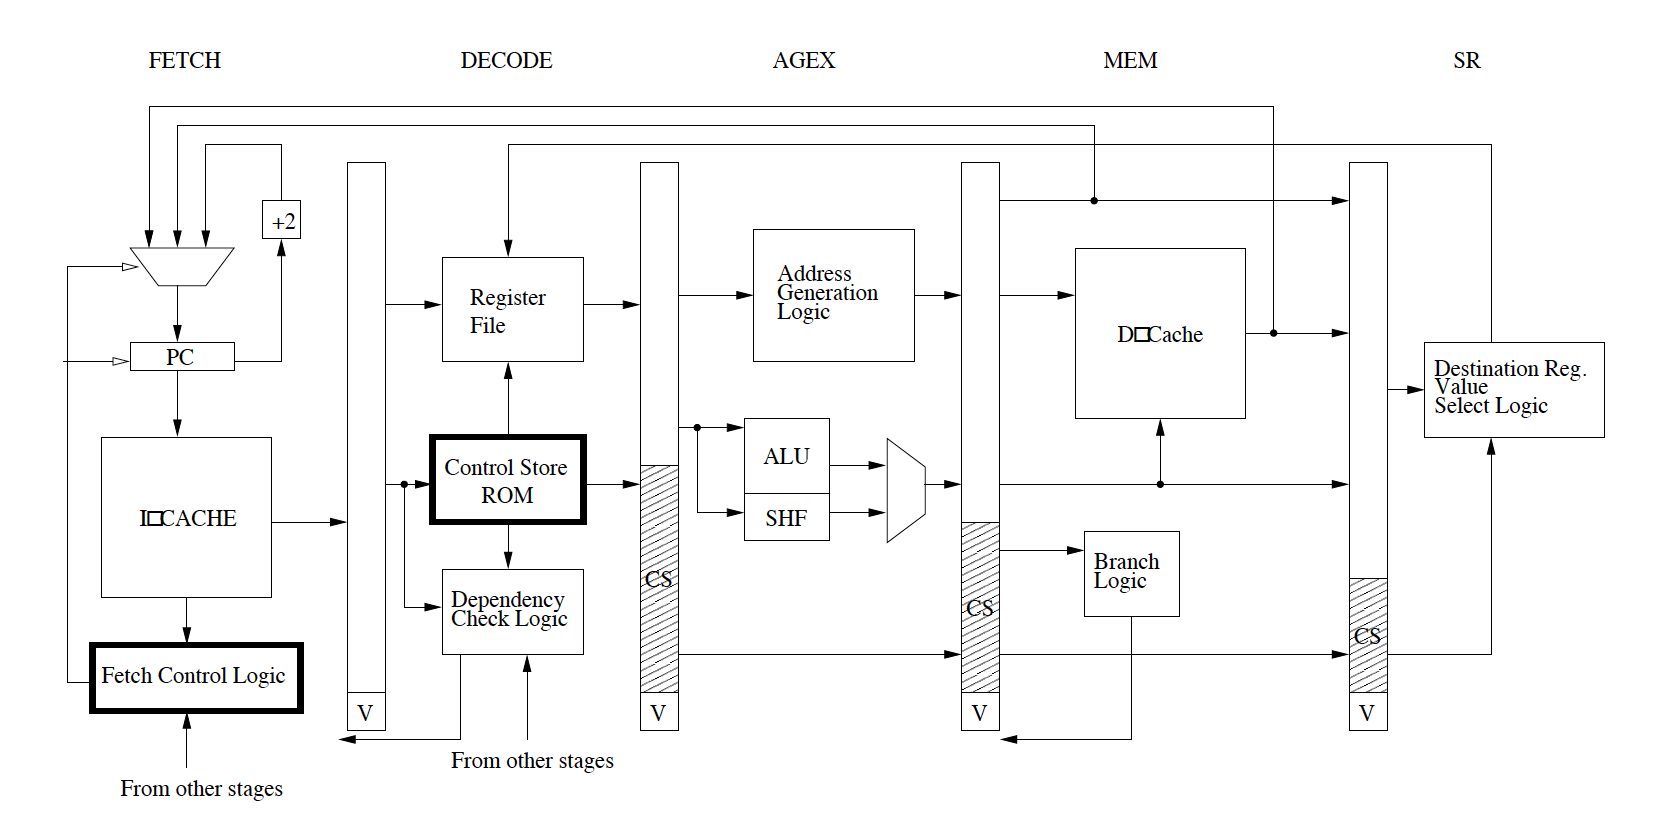 FETCH
DECODE
AGEX
MEM
SR
+2
PC
I□CACHE
Fetch Control Logic
From other stages
V
Register
File
Control Store
ROM
Dependency
Check Logic
From other stages
CS
V
Address
Generation
Logic
ALU
SHF
CS
V
D□Cache
Branch
Logic
CS
V
Destination Reg.
Value
Select Logic